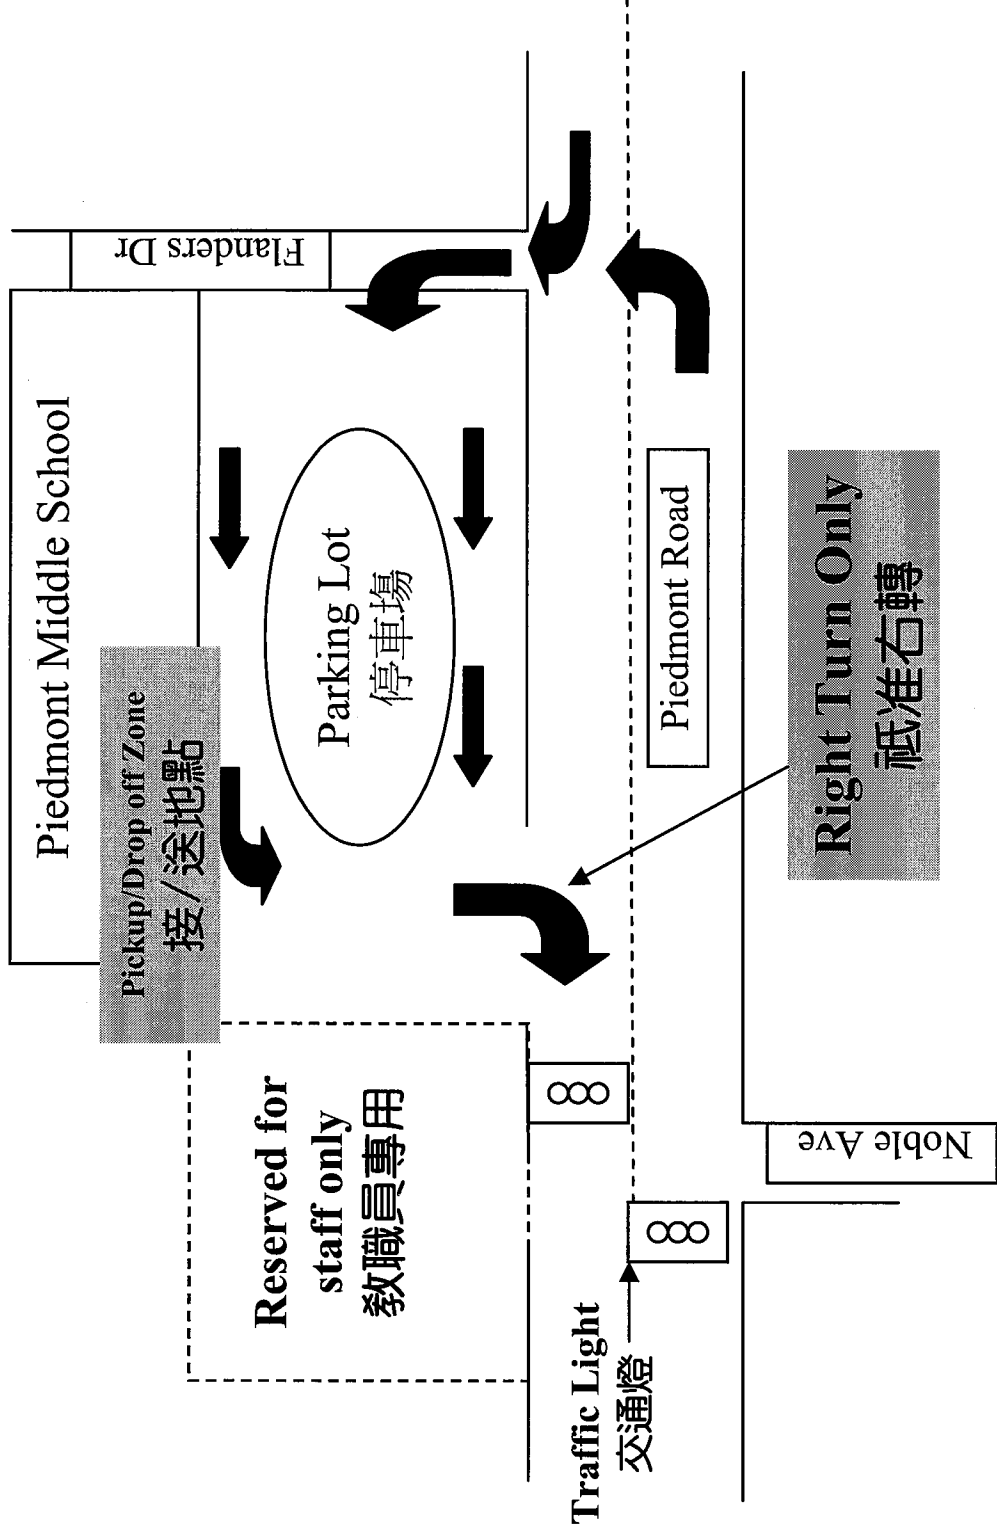 Piedmont Middle School
Flanders Dr
Pickup/Drop off Zone
接/送地點
Parking Lot
停車場
Reserved for
staff only
教職員專用
Piedmont Road
Traffic Light
交通燈
Right Turn Only
祗准右轉
Noble Ave